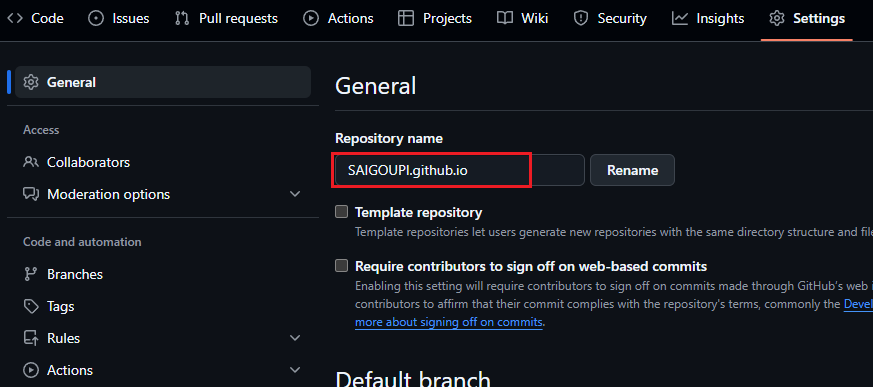 Code Issues Pull requests Actions Projects Wiki Security Insights Settings
General
Access
Collaborators
Moderation options
Code and automation
Branches
Tags
Rules
Actions
General
Repository name
SAIGOUPI.github.io Rename
Template repository
Template repositories let users generate new repositories with the same directory structure and file
Require contributors to sign off on web-based commits
Enabling this setting will require contributors to sign off on commits made through GitHub's web i
contributors to affirm that their commit complies with the repository's terms, commonly the Devel
more about signing off on commits.
Default branch